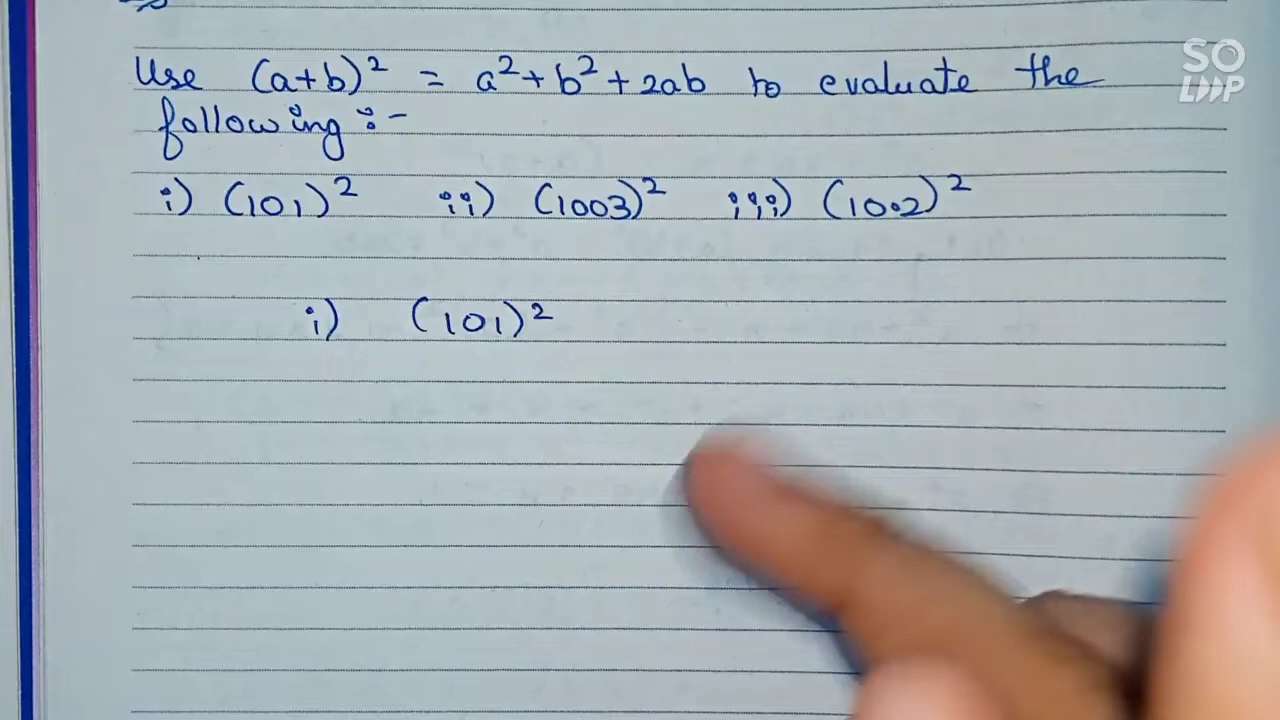 Use (a+b)² = a²+b²+2ab to evaluate the
following :-
i) (101)² ii) (1003)² iii) (10.2)²
i) (101)²
SO
LOOP